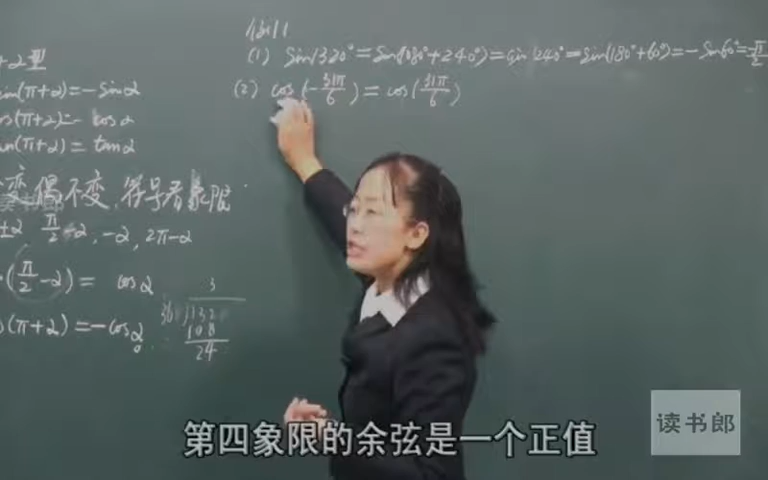 例1
(1) Sin1320°=Sin(1080°+240°)=sin240°=Sin(180°+60°)=-Sin60°=-
(2) cos(-31π/6)=cos(31π/6)
+2型
sin(π+α)=-sinα
cos(π+α)=-cosα
tan(π+α)=tanα
变,偶不变,符号看象限
π/2-α,-α,2π-α
(π/2-α)=cosα
(π+α)=-cosα
3
132
108
24
第四象限的余弦是一个正值
读书郎